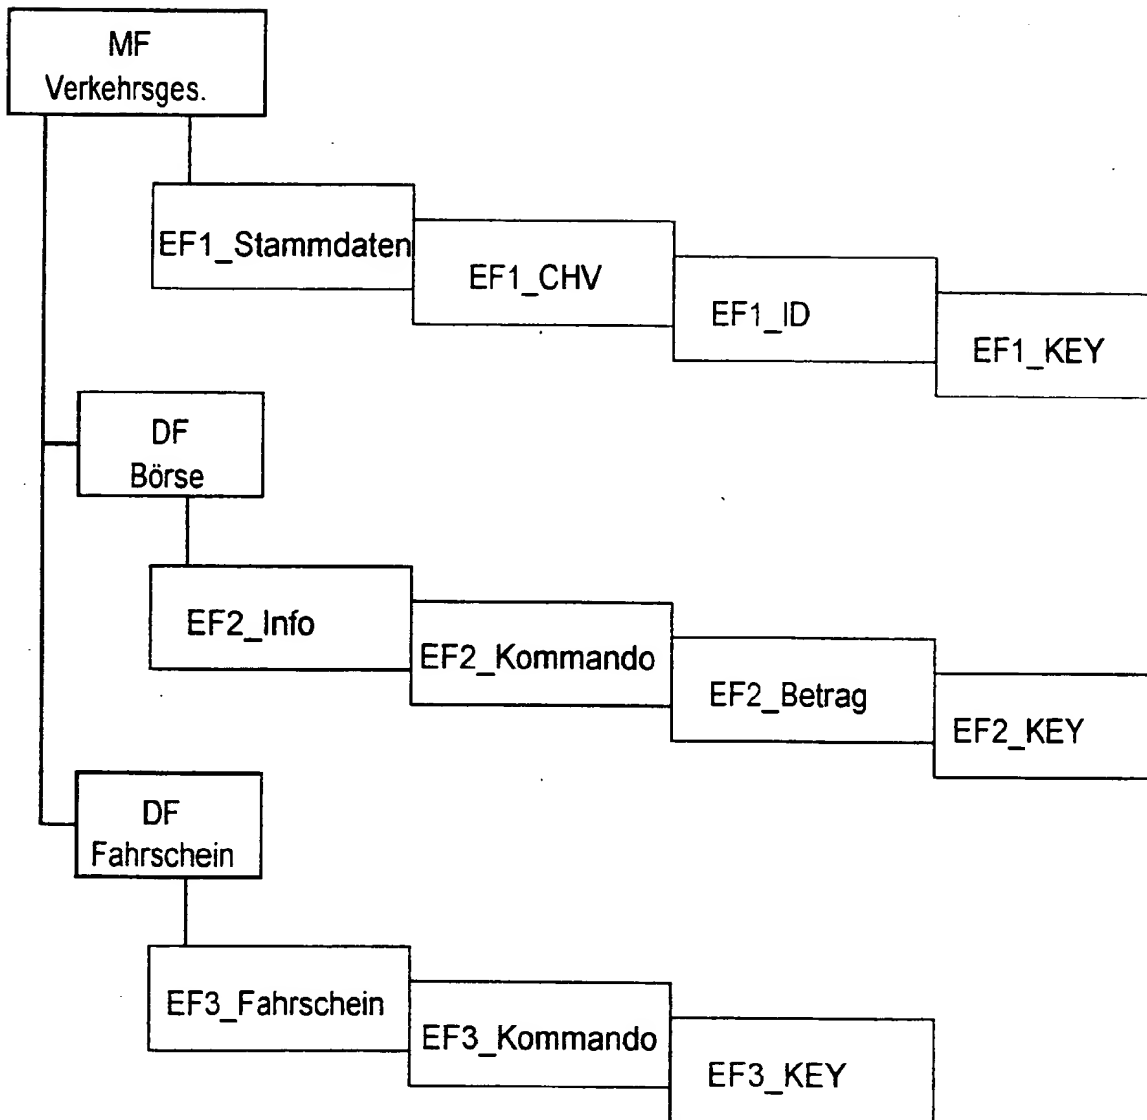 MF
Verkehrsges.
EF1_Stammdaten
EF1_CHV
EF1_ID
EF1_KEY
DF
Börse
EF2_Info
EF2_Kommando
EF2_Betrag
EF2_KEY
DF
Fahrschein
EF3_Fahrschein
EF3_Kommando
EF3_KEY